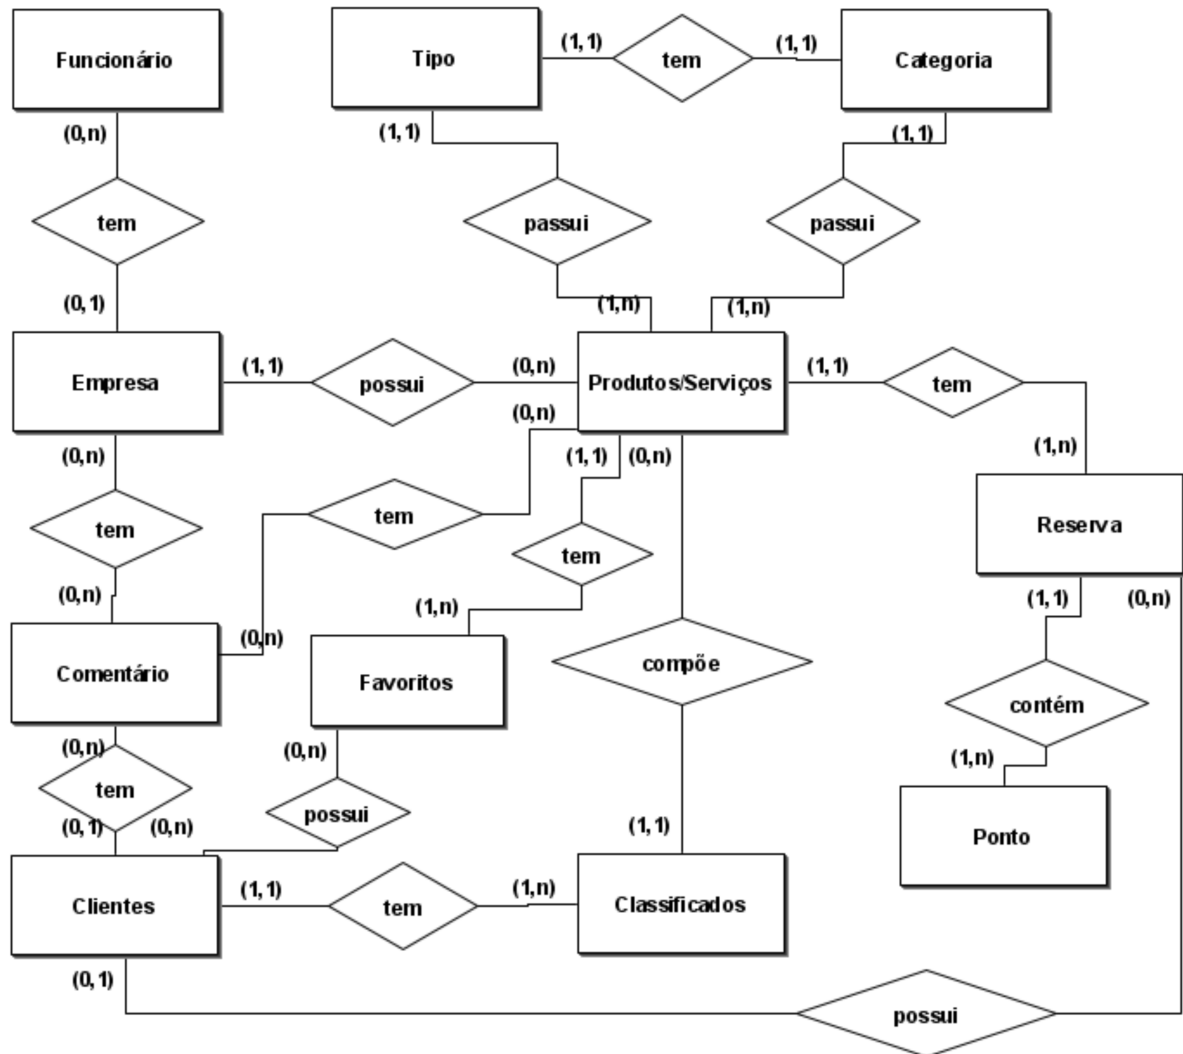 Funcionário
Tipo
(1,1)
tem
(1,1)
Categoria
(0,n)
(1,1)
(1,1)
tem
passui
passui
(0,1)
(1,n)
(1,n)
Empresa
(1,1)
possui
(0,n)
Produtos/Serviços
(1,1)
tem
(0,n)
(0,n)
(1,1)
(0,n)
(1,n)
tem
tem
tem
Reserva
(0,n)
(1,n)
(1,1)
(0,n)
(0,n)
Comentário
Favoritos
compõe
contém
(0,n)
(0,n)
(1,n)
tem
possui
(0,1)
(0,n)
(1,1)
Ponto
Clientes
(1,1)
tem
(1,n)
Classificados
(0,1)
possui